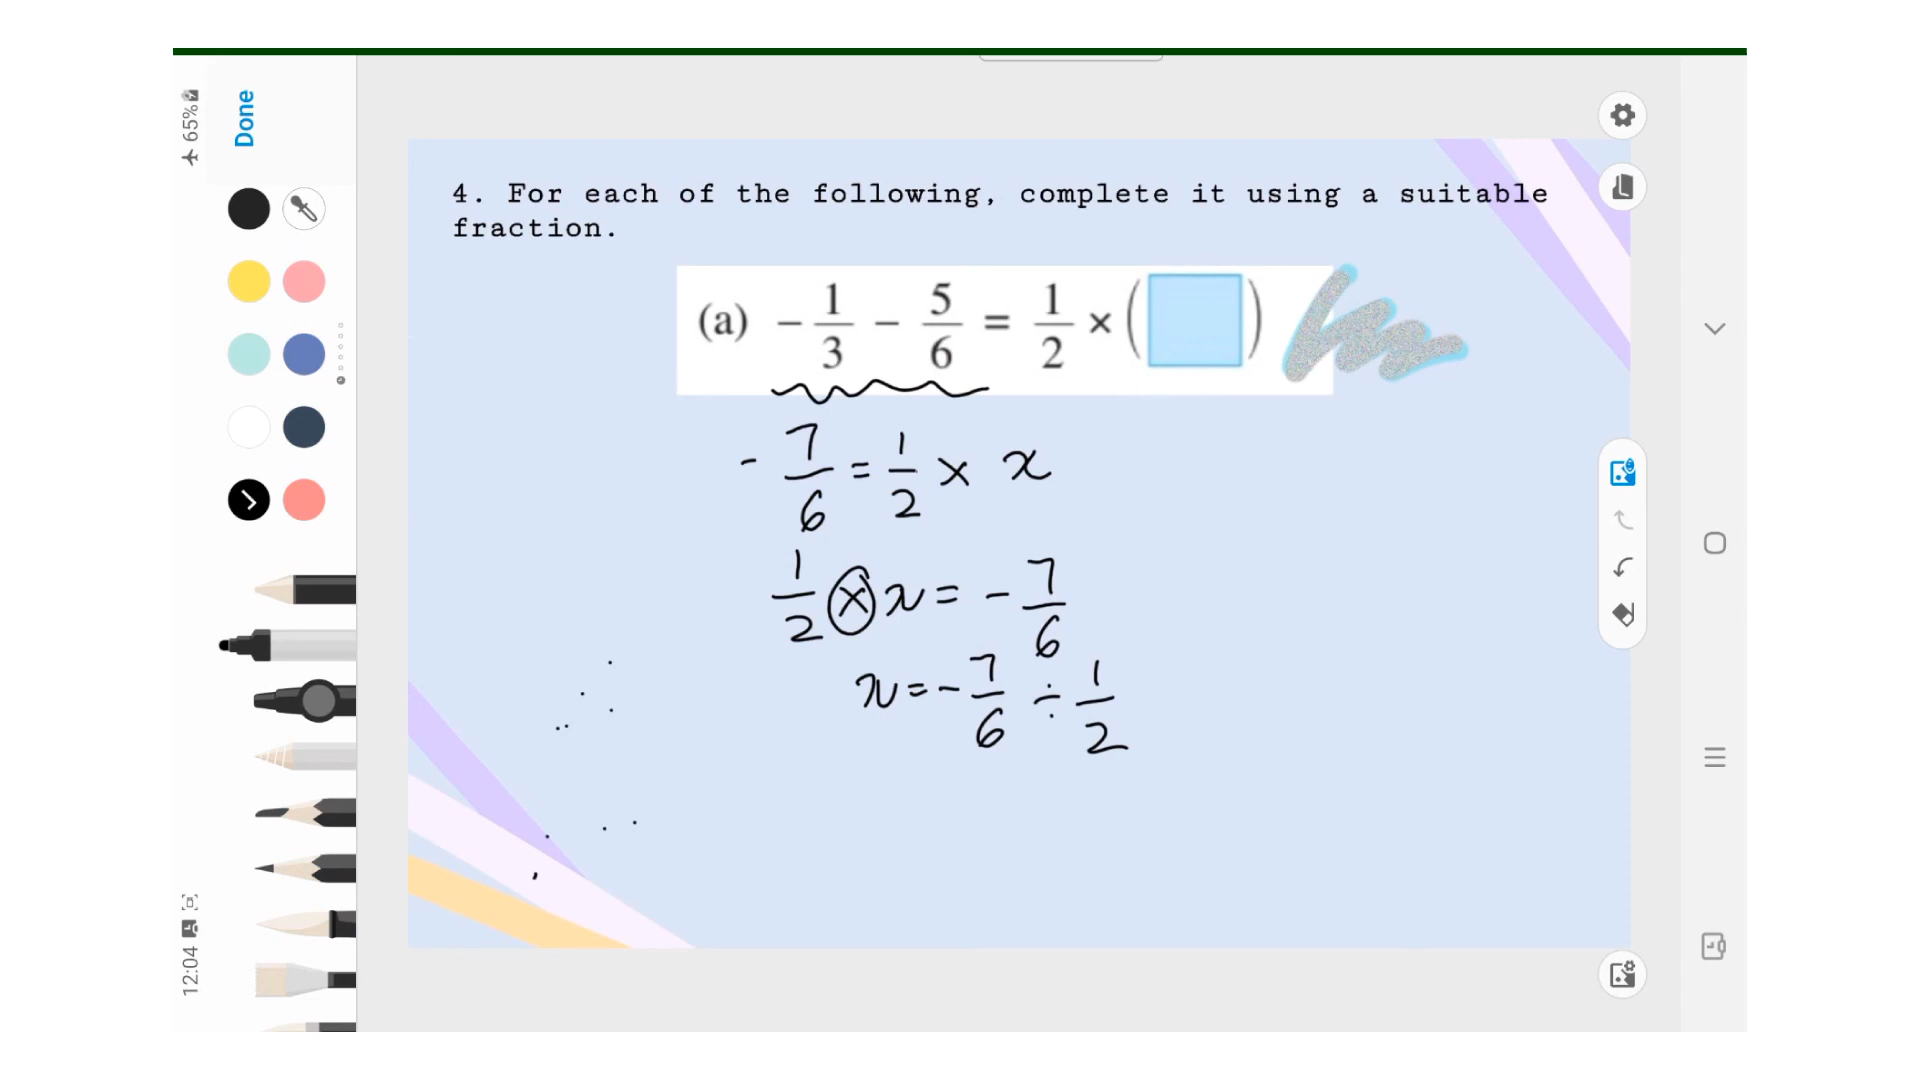 65%
Done
4. For each of the following, complete it using a suitable
fraction.
(a) -1/3 - 5/6 = 1/2 × ( )
-7/6 = 1/2 × x
1/2 × x = -7/6
x = -7/6 ÷ 1/2
12:04